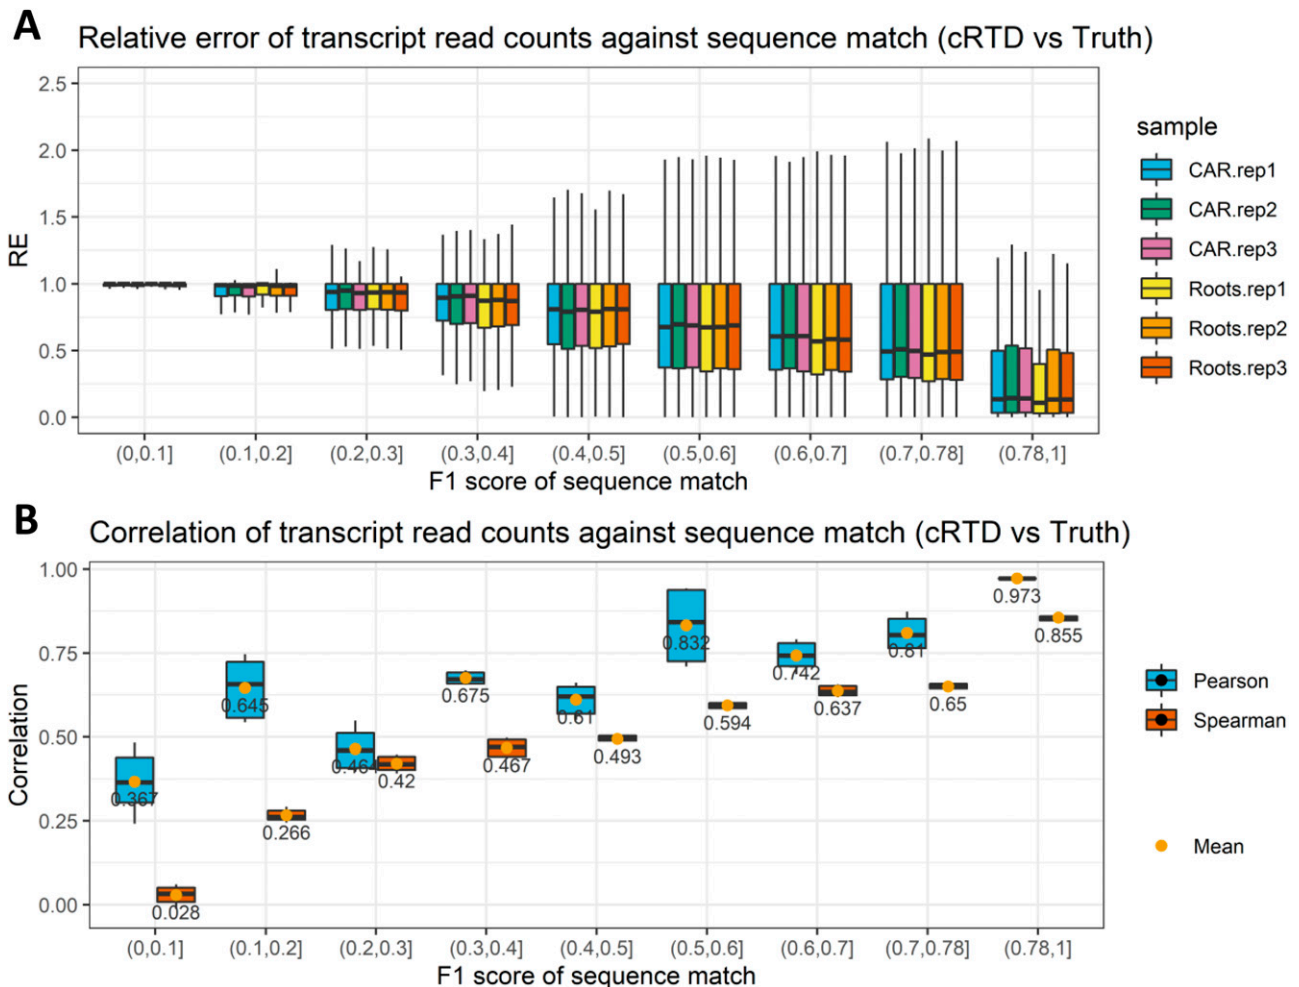 A
Relative error of transcript read counts against sequence match (cRTD vs Truth)
2.5
2.0
1.5
1.0
0.5
0.0
RE
(0,0.1] (0.1,0.2] (0.2,0.3] (0.3,0.4] (0.4,0.5] (0.5,0.6] (0.6,0.7] (0.7,0.78] (0.78,1]
F1 score of sequence match
sample
CAR.rep1
CAR.rep2
CAR.rep3
Roots.rep1
Roots.rep2
Roots.rep3
B
Correlation of transcript read counts against sequence match (cRTD vs Truth)
1.00
0.75
0.50
0.25
0.00
Correlation
0.367
0.028
0.645
0.266
0.464
0.42
0.675
0.467
0.61
0.493
0.832
0.594
0.742
0.637
0.81
0.65
0.973
0.855
(0,0.1] (0.1,0.2] (0.2,0.3] (0.3,0.4] (0.4,0.5] (0.5,0.6] (0.6,0.7] (0.7,0.78] (0.78,1]
F1 score of sequence match
Pearson
Spearman
Mean